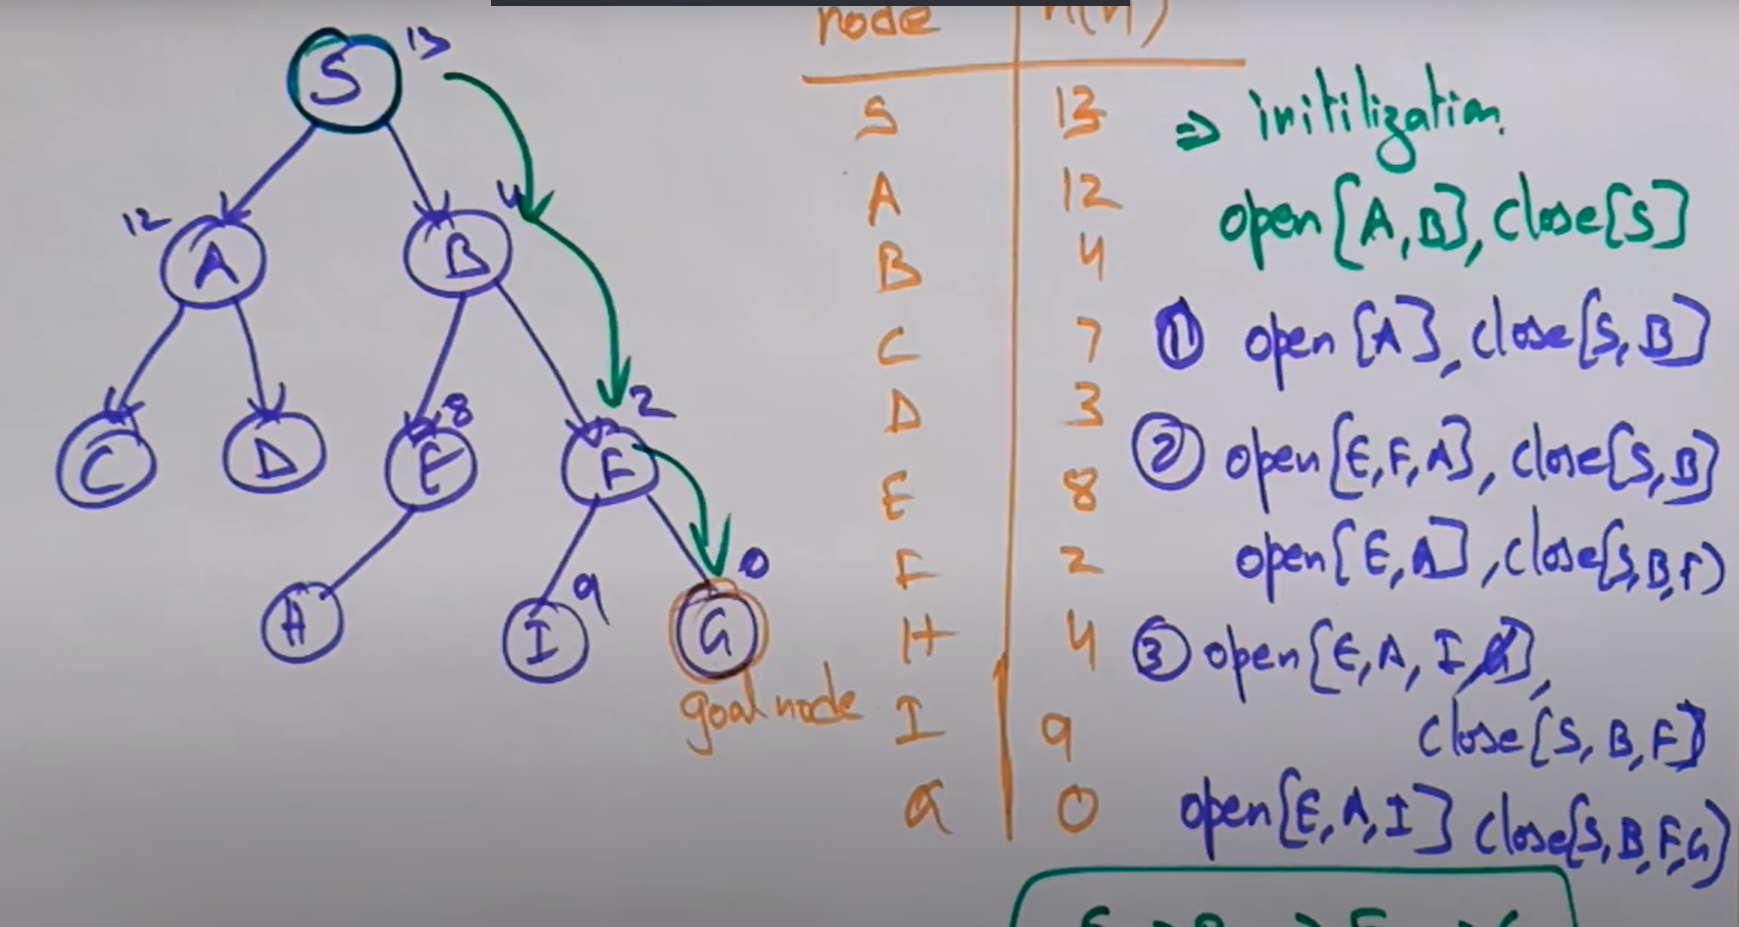 node | h(n)
S 13
A 12
B 4
C 7
D 3
E 8
F 2
H 4
I 9
G 0
S 13
12 A
B 4
C
D
E 8
F 2
H
I 9
G 0
goal node
⇒ initilization.
open[A,B], close[S]
① open[A], close[S,B]
② open[E,F,A], close[S,B]
open[E,A], close[S,B,F)
③ open[E,A,I,G],
close[S,B,F]
open[E,A,I] close[S,B,F,G)